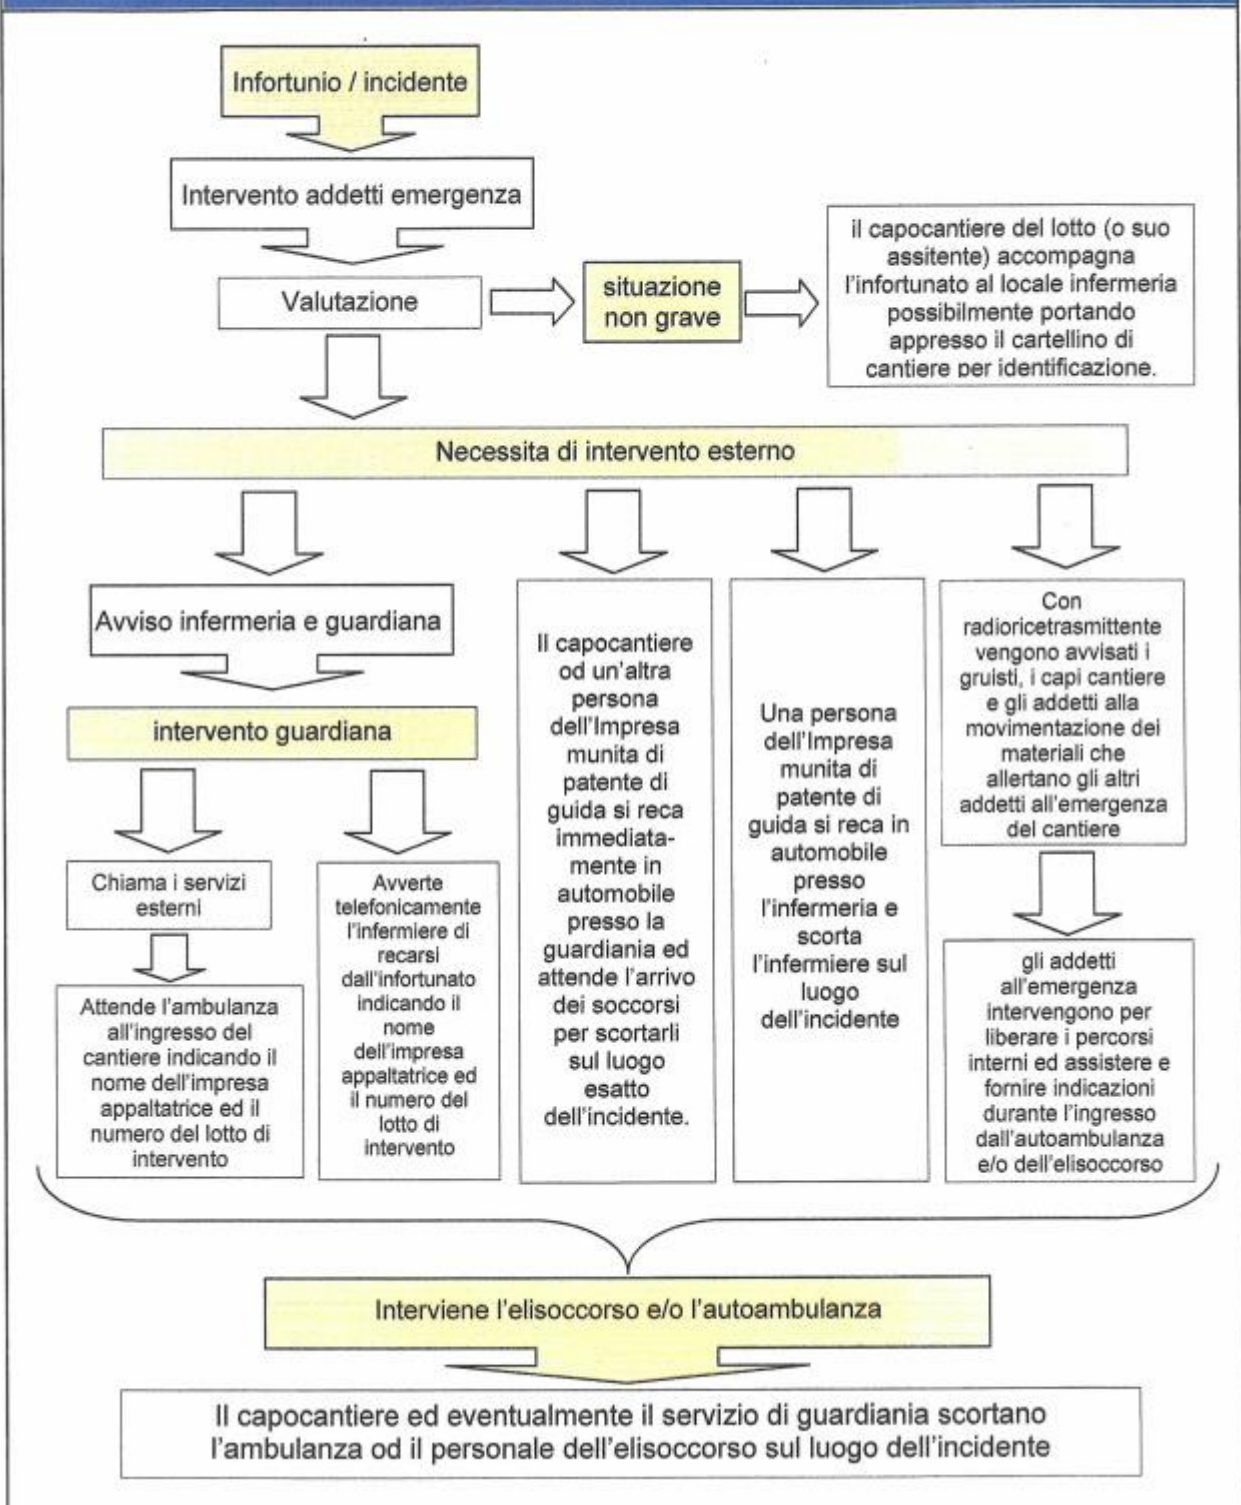 Infortunio / incidente
Intervento addetti emergenza
Valutazione
situazione
non grave
il capocantiere del lotto (o suo
assitente) accompagna
l'infortunato al locale infermeria
possibilmente portando
appresso il cartellino di
cantiere per identificazione.
Necessita di intervento esterno
Avviso infermeria e guardiana
intervento guardiana
Chiama i servizi
esterni
Attende l'ambulanza
all'ingresso del
cantiere indicando il
nome dell'impresa
appaltatrice ed il
numero del lotto di
intervento
Avverte
telefonicamente
l'infermiere di
recarsi
dall'infortunato
indicando il
nome
dell'impresa
appaltatrice ed
il numero del
lotto di
intervento
Il capocantiere
od un'altra
persona
dell'Impresa
munita di
patente di
guida si reca
immediata-
mente in
automobile
presso la
guardiania ed
attende l'arrivo
dei soccorsi
per scortarli
sul luogo
esatto
dell'incidente.
Una persona
dell'Impresa
munita di
patente di
guida si reca in
automobile
presso
l'infermeria e
scorta
l'infermiere sul
luogo
dell'incidente
Con
radioricetrasmittente
vengono avvisati i
gruisti, i capi cantiere
e gli addetti alla
movimentazione dei
materiali che
allertano gli altri
addetti all'emergenza
del cantiere
gli addetti
all'emergenza
intervengono per
liberare i percorsi
interni ed assistere e
fornire indicazioni
durante l'ingresso
dall'autoambulanza
e/o dell'elisoccorso
Interviene l'elisoccorso e/o l'autoambulanza
Il capocantiere ed eventualmente il servizio di guardiania scortano
l'ambulanza od il personale dell'elisoccorso sul luogo dell'incidente